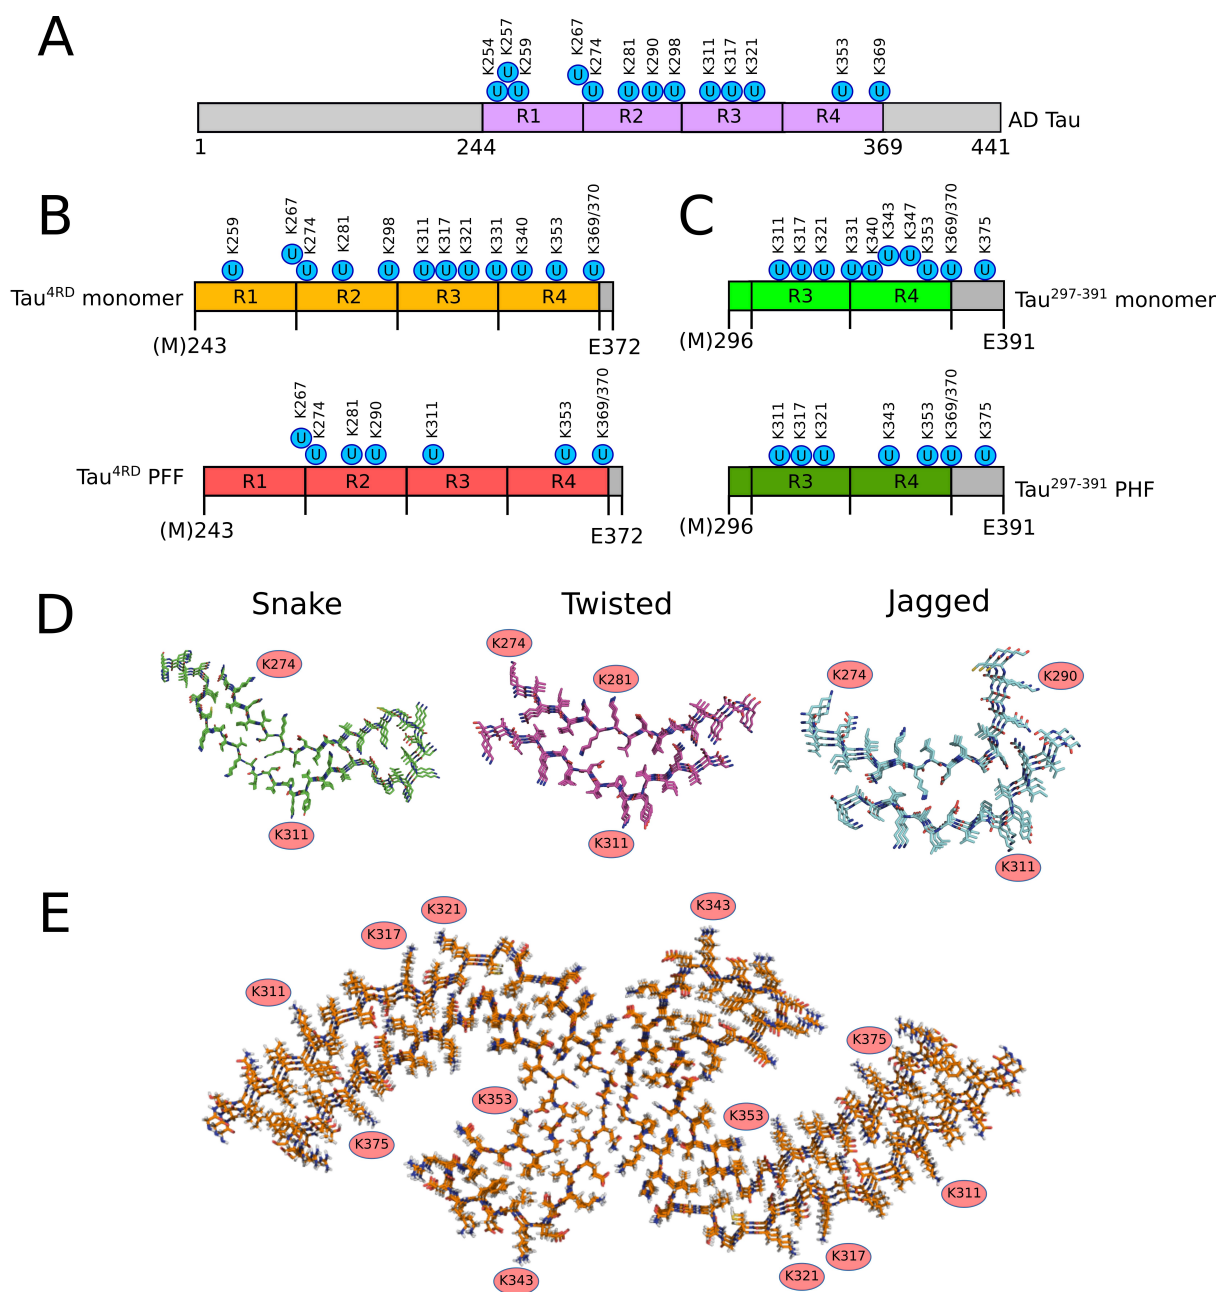 A
K254 K257 K259 K267 K274 K281 K290 K298 K311 K317 K321 K353 K369
U U U U U U U U U U U U U
R1 R2 R3 R4
AD Tau
1 244 369 441
B
K259 K267 K274 K281 K298 K311 K317 K321 K331 K340 K353 K369/370
U U U U U U U U U U U U
Tau4RD monomer
R1 R2 R3 R4
(M)243 E372
K267 K274 K281 K290 K311 K353 K369/370
U U U U U U U
Tau4RD PFF
R1 R2 R3 R4
(M)243 E372
C
K311 K317 K321 K331 K340 K343 K347 K353 K369/370 K375
U U U U U U U U U U
R3 R4
Tau297-391 monomer
(M)296 E391
K311 K317 K321 K343 K353 K369/370 K375
U U U U U U U
R3 R4
Tau297-391 PHF
(M)296 E391
D
Snake Twisted Jagged
K274
K311
K274
K281
K311
K274
K290
K311
E
K321
K317
K311
K343
K375
K353
K353
K375
K311
K317
K321
K343